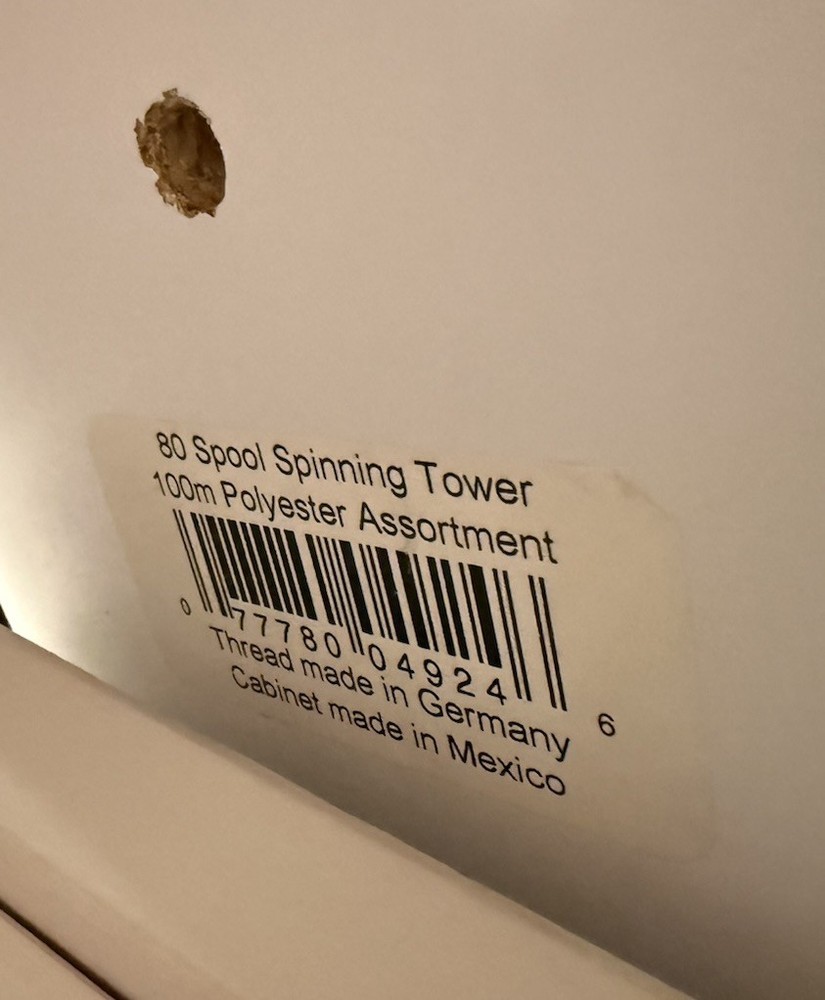 80 Spool Spinning Tower
100m Polyester Assortment
0 77780 04924 6
Thread made in Germany
Cabinet made in Mexico